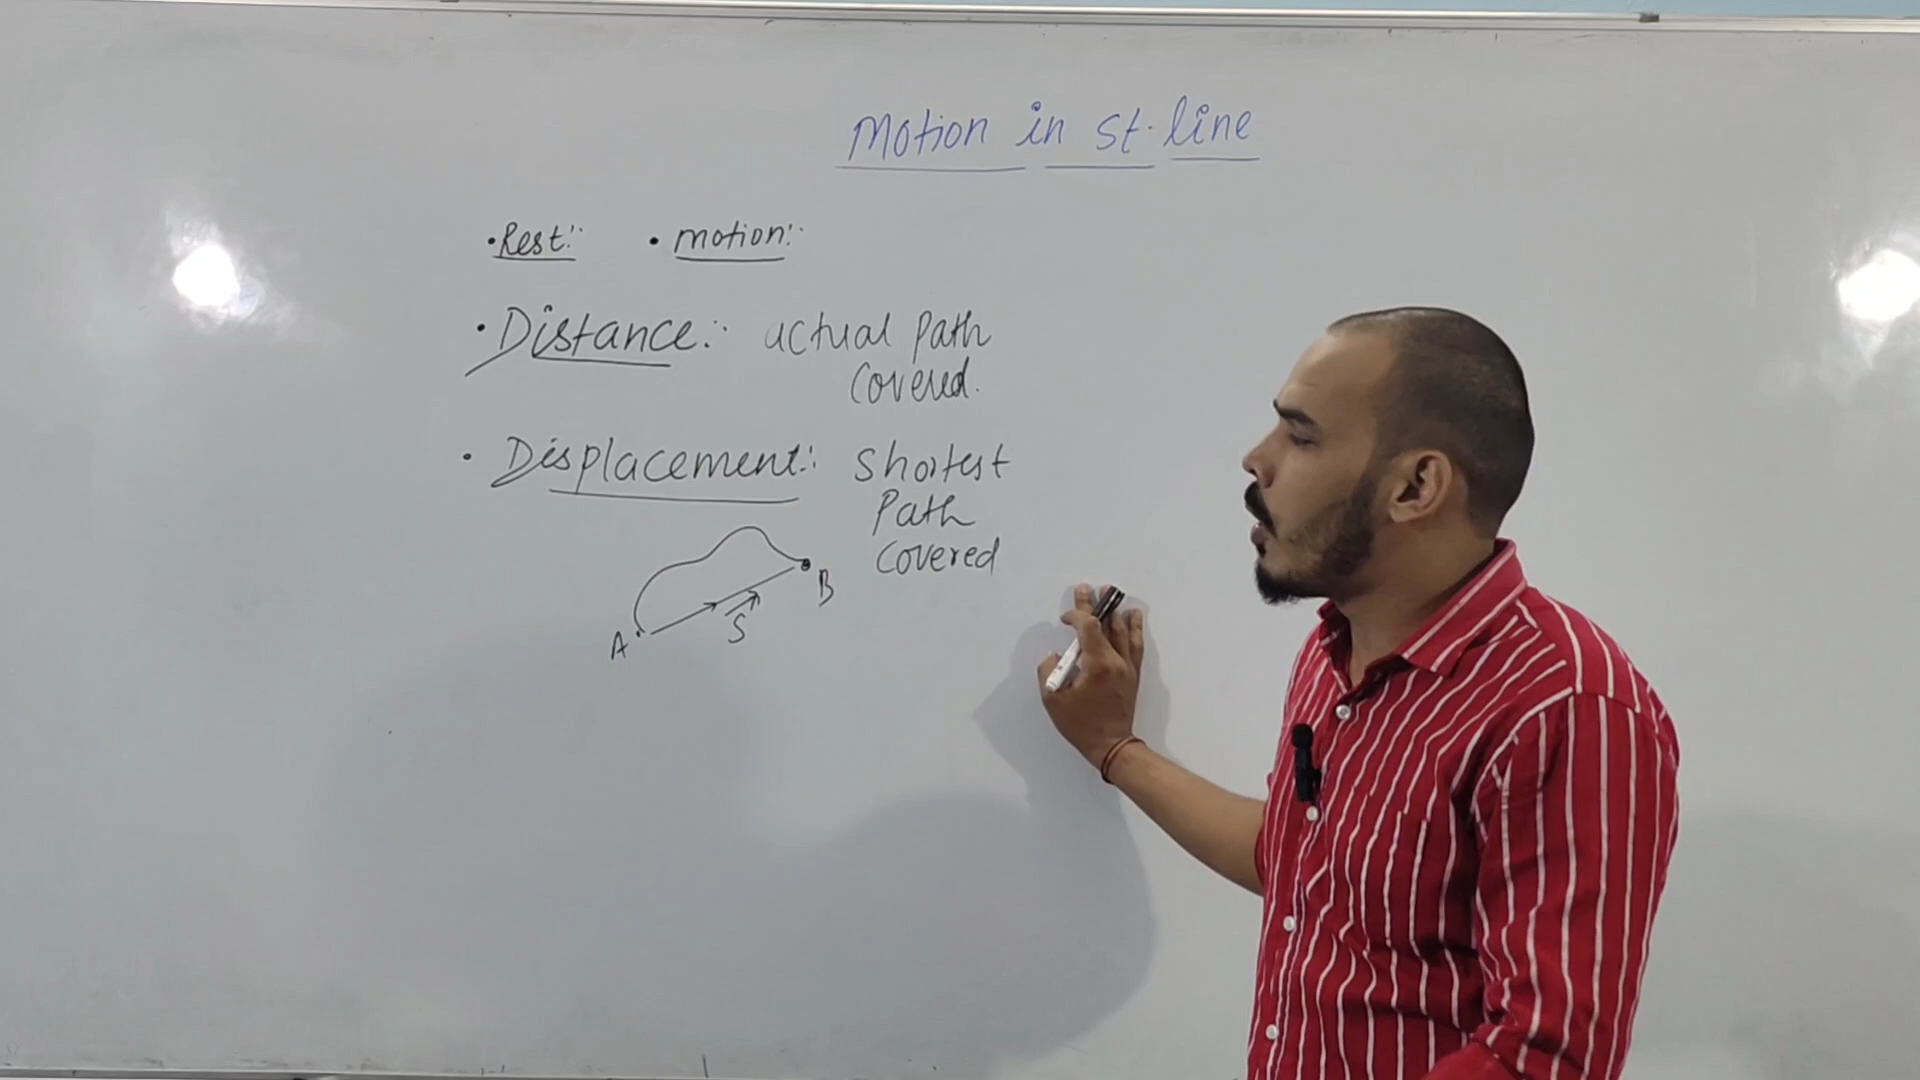 Motion in st. line
• Rest:- • motion:-
• Distance:- actual Path
covered.
• Displacement:- shortest
Path
covered
A S B